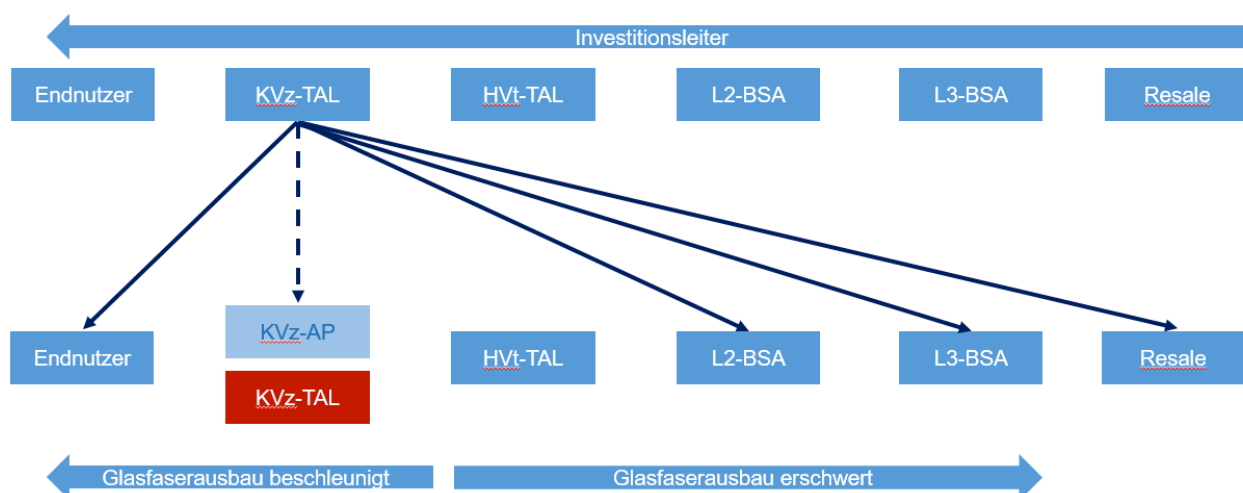 Investitionsleiter
Endnutzer KVz-TAL HVt-TAL L2-BSA L3-BSA Resale
KVz-AP
Endnutzer HVt-TAL L2-BSA L3-BSA Resale
KVz-TAL
Glasfaserausbau beschleunigt Glasfaserausbau erschwert